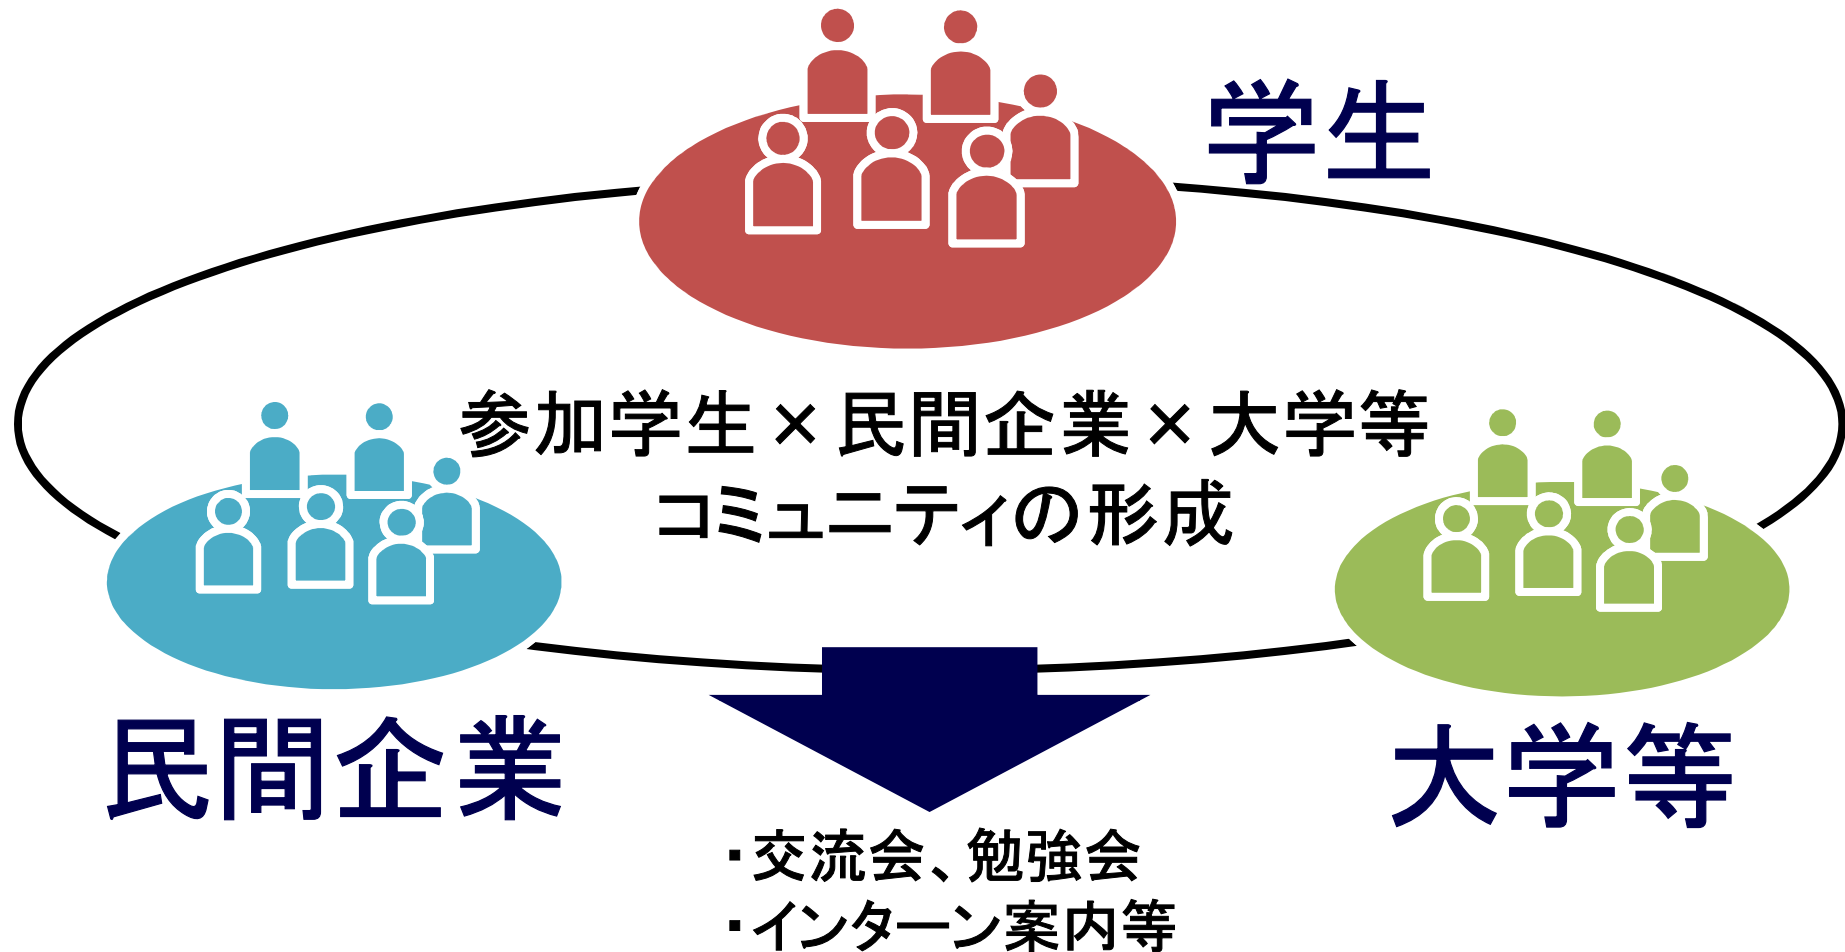 学生
参加学生×民間企業×大学等
コミュニティの形成
民間企業
大学等
・交流会、勉強会
・インターン案内等